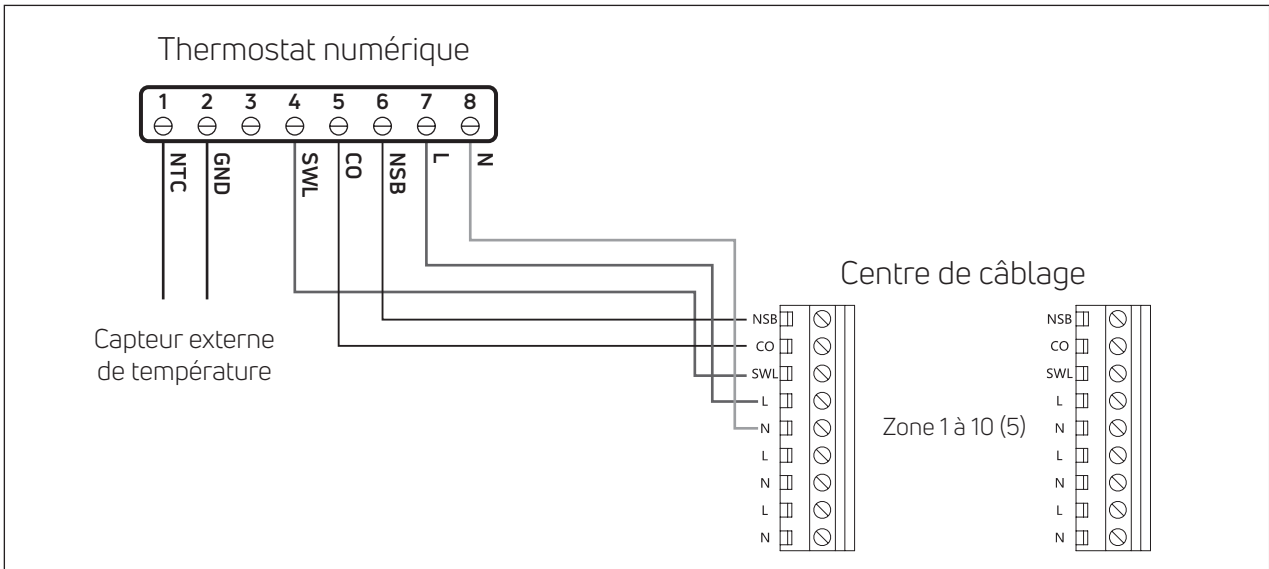 Thermostat numérique
1 2 3 4 5 6 7 8
NTC
GND
SWL
CO
NSB
L
N
Capteur externe
de température
Centre de câblage
NSB
CO
SWL
L
N
L
N
L
N
Zone 1 à 10 (5)
NSB
CO
SWL
L
N
L
N
L
N